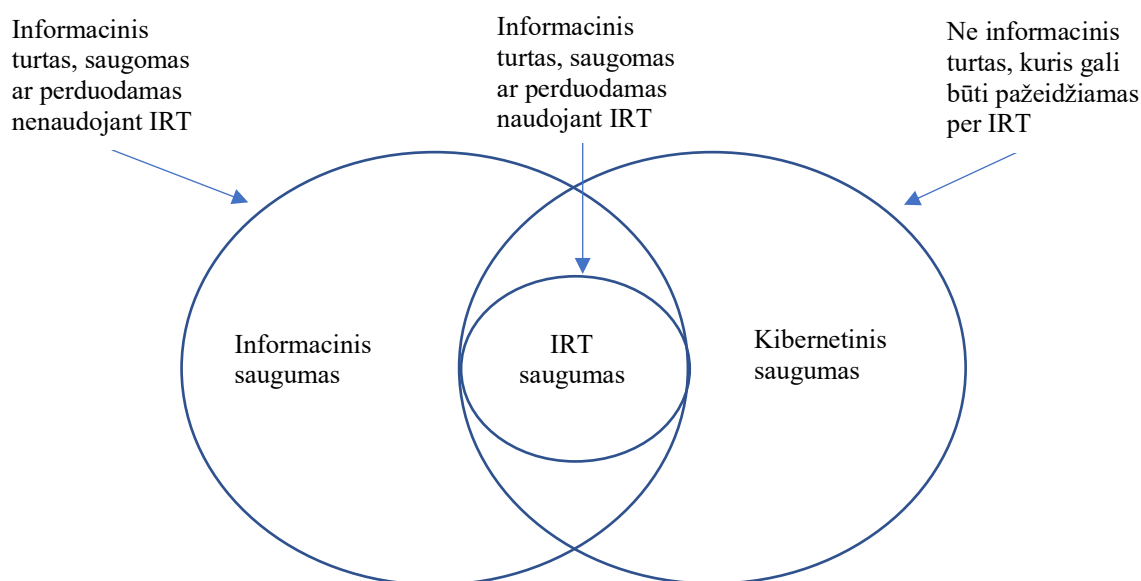 Informacinis
turtas, saugomas
ar perduodamas
nenaudojant IRT
Informacinis
turtas, saugomas
ar perduodamas
naudojant IRT
Ne informacinis
turtas, kuris gali
būti pažeidžiamas
per IRT
Informacinis
saugumas
IRT
saugumas
Kibernetinis
saugumas